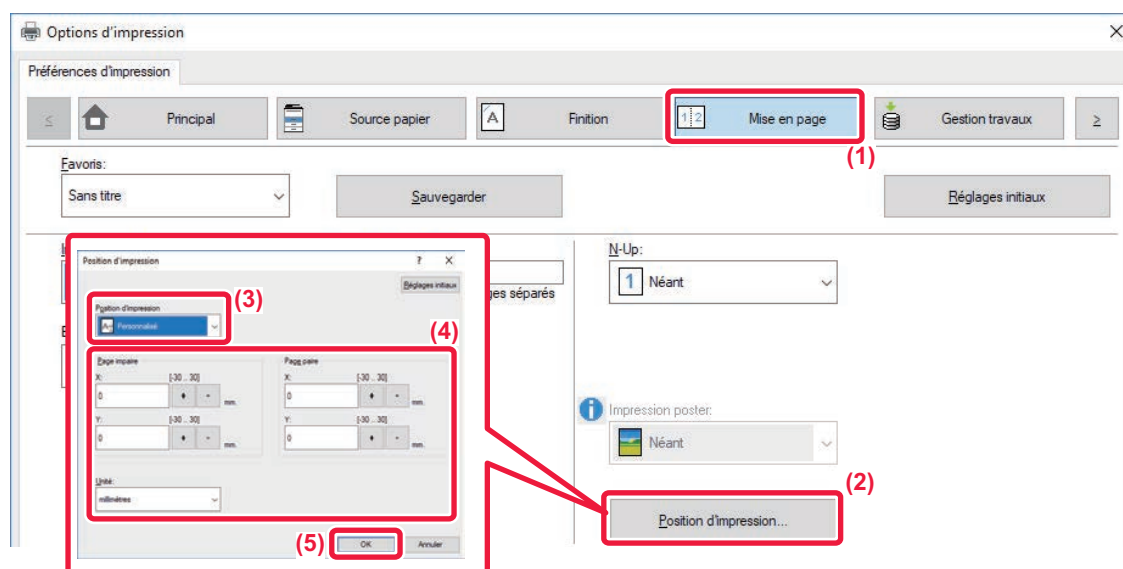 Options d'impression
Préférences d'impression
< Principal Source papier A Finition 1 2 Mise en page Gestion travaux >
(1)
Favoris:
Sans titre Sauvegarder Réglages initiaux
N-Up:
1 Néant
ges séparés
Position d'impression ? X
Réglages initiaux
Position d'impression
(3)
Personnalisé
(4)
Page impaire Page paire
X: [-30 .. 30] X: [-30 .. 30]
0 + - mm. 0 + - mm.
Y: [-30 .. 30] Y: [-30 .. 30]
0 + - mm. 0 + - mm.
Unité:
millimètres
(5) OK Annuler
Impression poster:
Néant
(2)
Position d'impression...